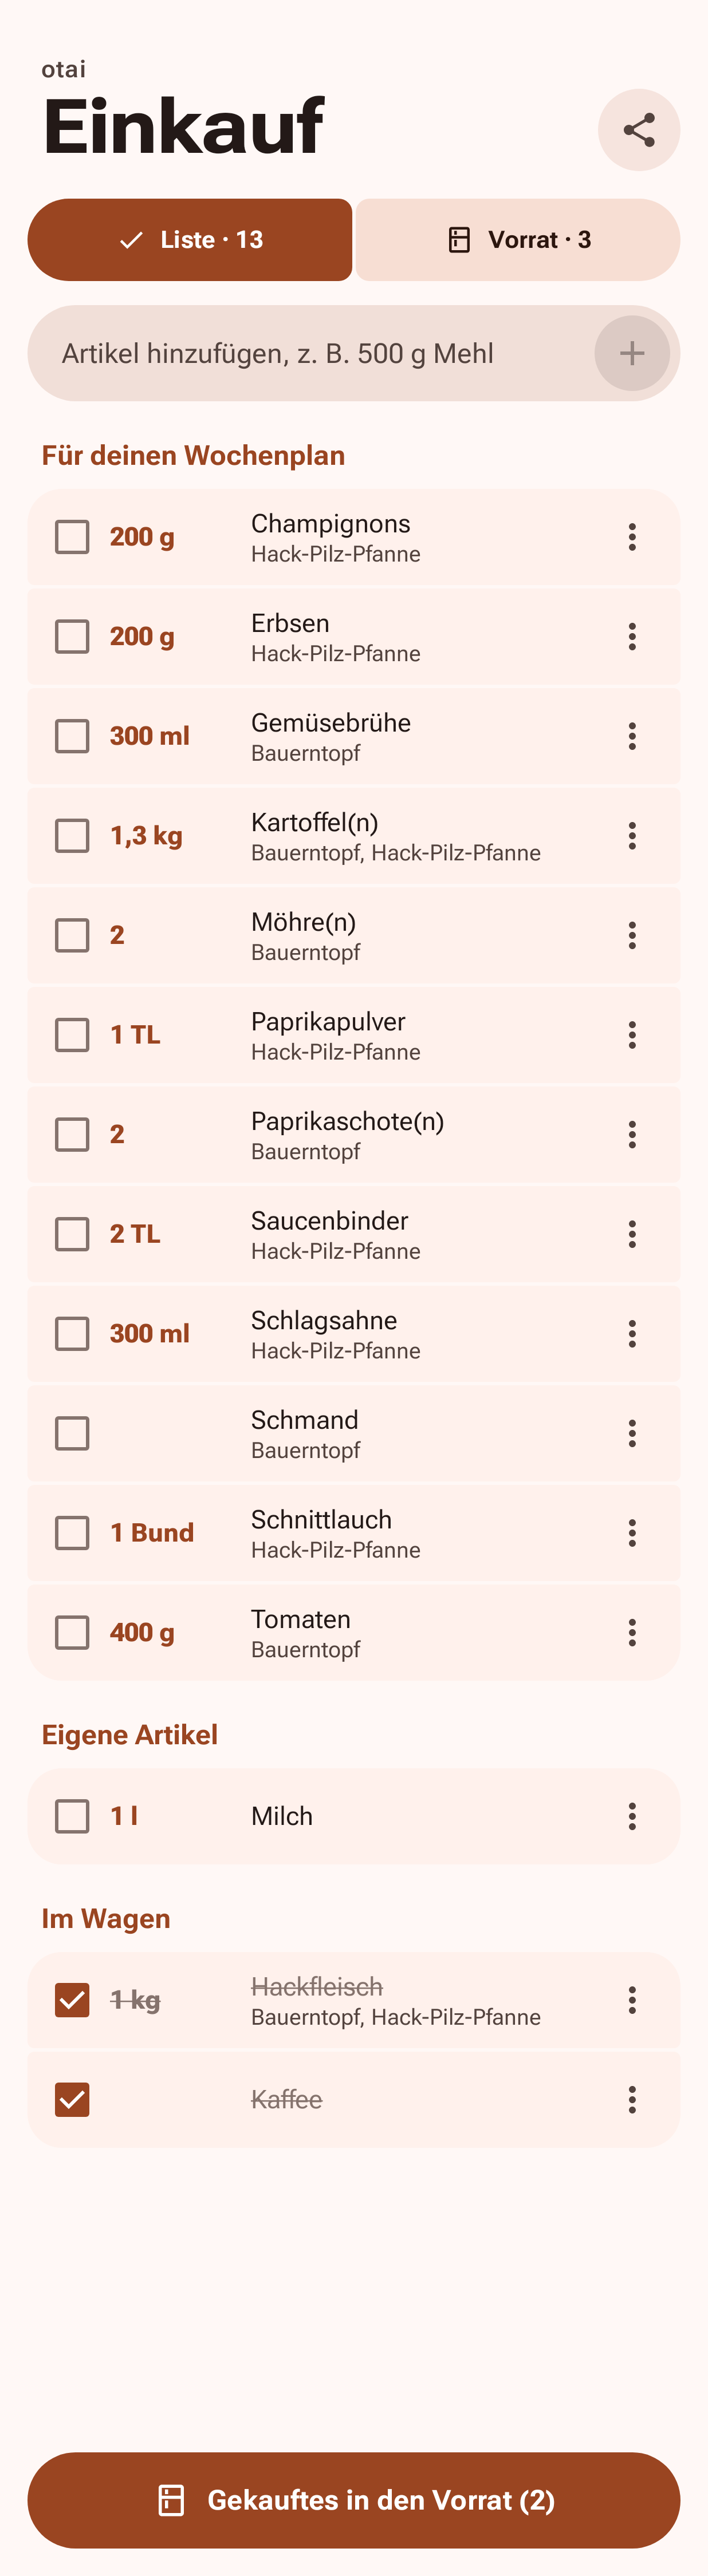 otai
Einkauf
Liste · 13
Vorrat · 3
Artikel hinzufügen, z. B. 500 g Mehl
Für deinen Wochenplan
200 g Champignons
Hack-Pilz-Pfanne
200 g Erbsen
Hack-Pilz-Pfanne
300 ml Gemüsebrühe
Bauerntopf
1,3 kg Kartoffel(n)
Bauerntopf, Hack-Pilz-Pfanne
2 Möhre(n)
Bauerntopf
1 TL Paprikapulver
Hack-Pilz-Pfanne
2 Paprikaschote(n)
Bauerntopf
2 TL Saucenbinder
Hack-Pilz-Pfanne
300 ml Schlagsahne
Hack-Pilz-Pfanne
Schmand
Bauerntopf
1 Bund Schnittlauch
Hack-Pilz-Pfanne
400 g Tomaten
Bauerntopf
Eigene Artikel
1 l Milch
Im Wagen
1 kg Hackfleisch
Bauerntopf, Hack-Pilz-Pfanne
Kaffee
Gekauftes in den Vorrat (2)